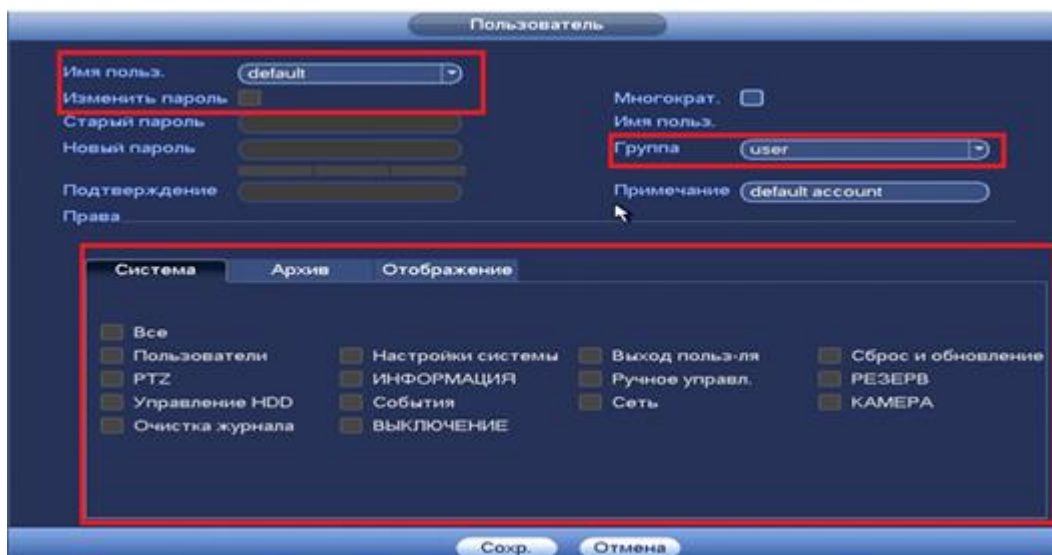 Пользователь
Имя польз. default
Изменить пароль Многократ.
Старый пароль Имя польз.
Новый пароль Группа user
Подтверждение Примечание default account
Права
Система Архив Отображение
Все
Пользователи Настройки системы Выход польз-ля Сброс и обновление
PTZ ИНФОРМАЦИЯ Ручное управл. РЕЗЕРВ
Управление HDD События Сеть КАМЕРА
Очистка журнала ВЫКЛЮЧЕНИЕ
Сохр. Отмена